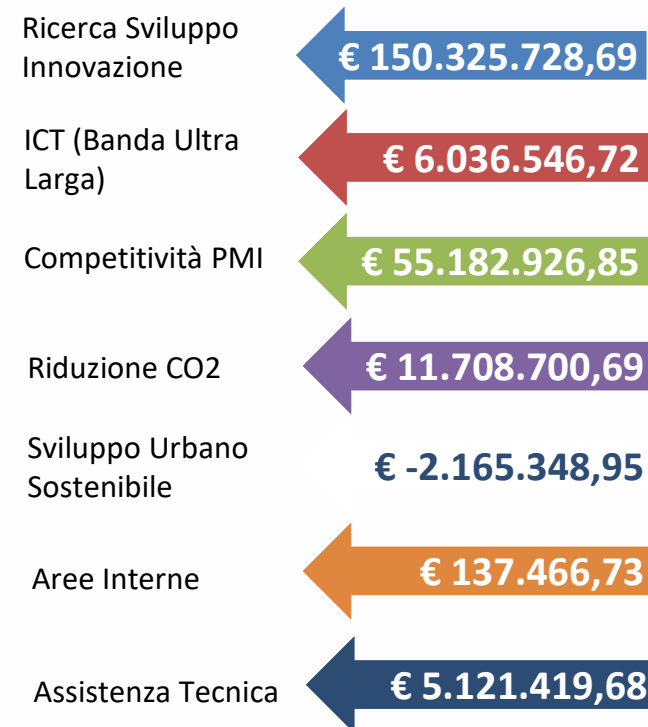 Ricerca Sviluppo
Innovazione
€ 150.325.728,69
ICT (Banda Ultra
Larga)
€ 6.036.546,72
Competitività PMI
€ 55.182.926,85
Riduzione CO2
€ 11.708.700,69
Sviluppo Urbano
Sostenibile
€ -2.165.348,95
Aree Interne
€ 137.466,73
Assistenza Tecnica
€ 5.121.419,68